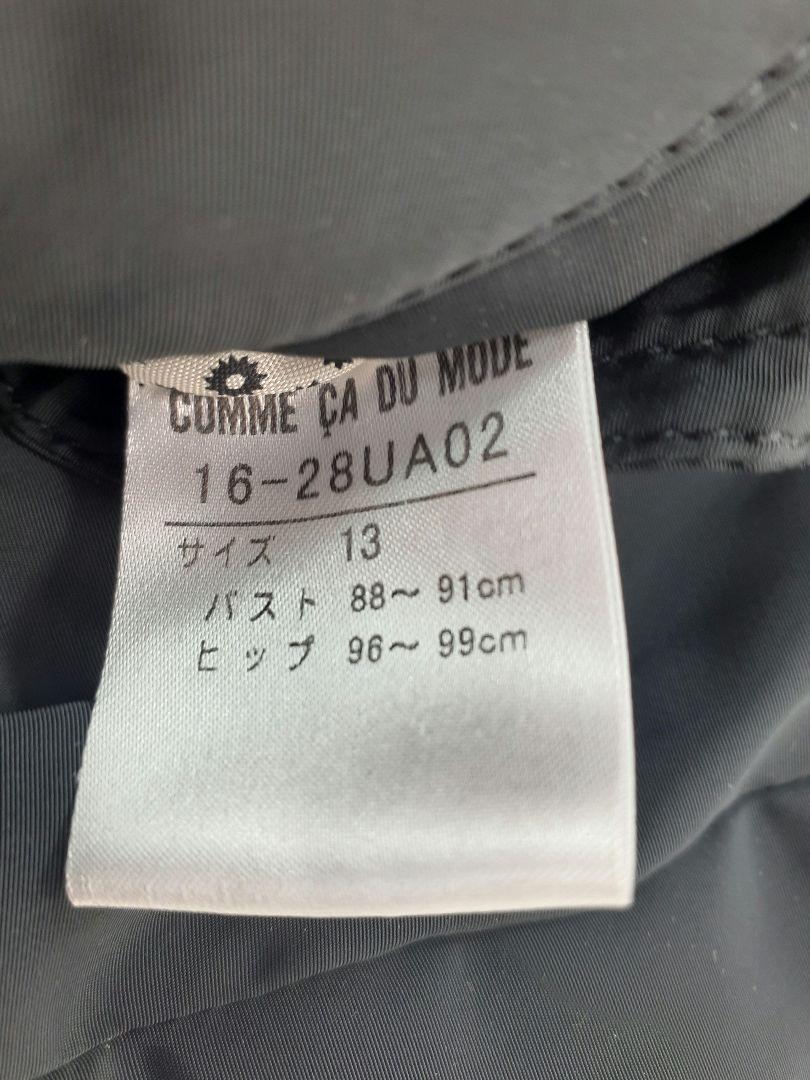 COMME ÇA DU MODE
16-28UA02
サイズ 13
バスト 88～91cm
ヒップ 96～99cm